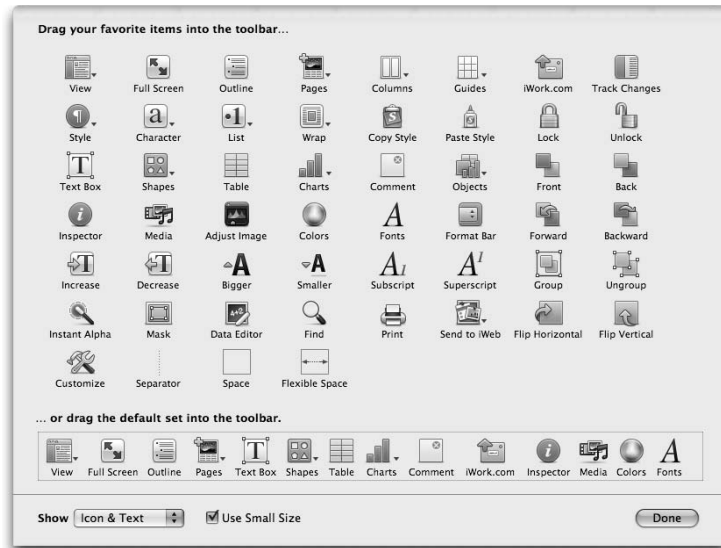 Drag your favorite items into the toolbar...
View Full Screen Outline Pages Columns Guides iWork.com Track Changes
Style Character List Wrap Copy Style Paste Style Lock Unlock
Text Box Shapes Table Charts Comment Objects Front Back
Inspector Media Adjust Image Colors Fonts Format Bar Forward Backward
Increase Decrease Bigger Smaller Subscript Superscript Group Ungroup
Instant Alpha Mask Data Editor Find Print Send to iWeb Flip Horizontal Flip Vertical
Customize Separator Space Flexible Space
... or drag the default set into the toolbar.
View Full Screen Outline Pages Text Box Shapes Table Charts Comment iWork.com Inspector Media Colors Fonts
Show Icon & Text Use Small Size Done